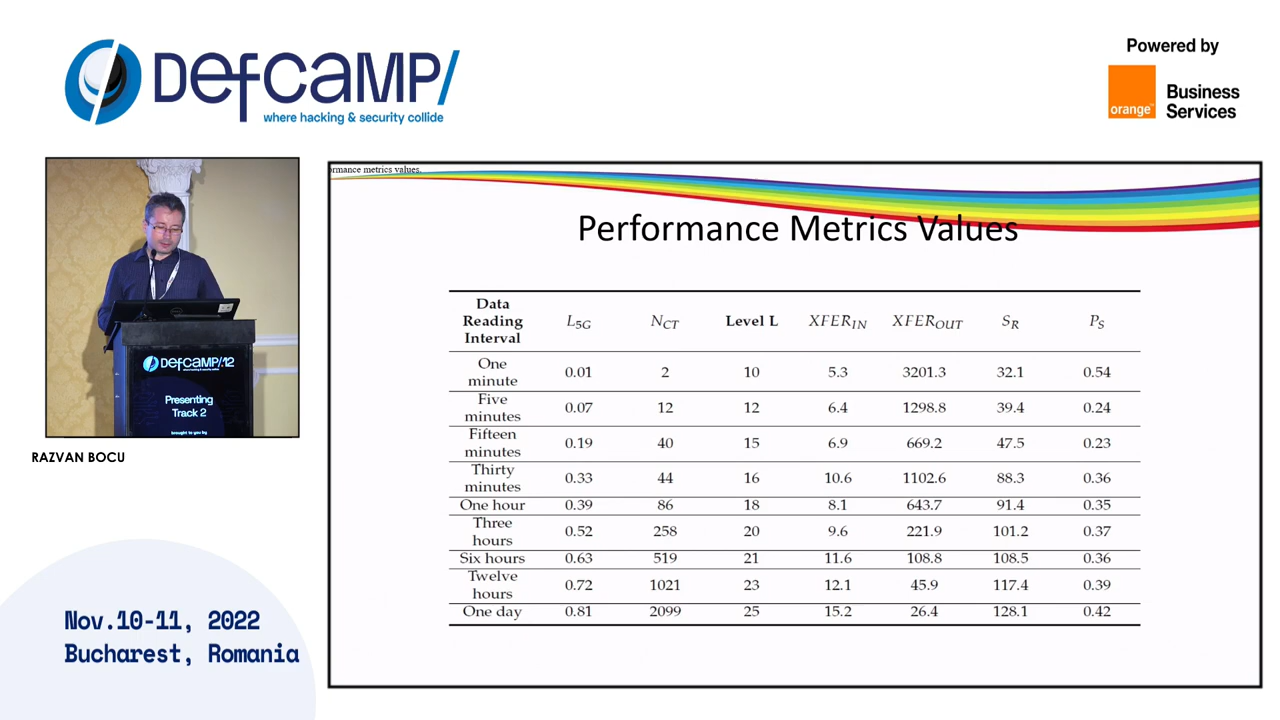 DefCamp/
where hacking & security collide
Powered by
orange™
Business
Services
rmance metrics values.
Performance Metrics Values
Data Reading Interval L5G NCT Level L XFERIN XFEROUT SR PS
One minute 0.01 2 10 5.3 3201.3 32.1 0.54
Five minutes 0.07 12 12 6.4 1298.8 39.4 0.24
Fifteen minutes 0.19 40 15 6.9 669.2 47.5 0.23
Thirty minutes 0.33 44 16 10.6 1102.6 88.3 0.36
One hour 0.39 86 18 8.1 643.7 91.4 0.35
Three hours 0.52 258 20 9.6 221.9 101.2 0.37
Six hours 0.63 519 21 11.6 108.8 108.5 0.36
Twelve hours 0.72 1021 23 12.1 45.9 117.4 0.39
One day 0.81 2099 25 15.2 26.4 128.1 0.42
DefCamp/12
Presenting
Track 2
brought to you by
RAZVAN BOCU
Nov.10-11, 2022
Bucharest, Romania